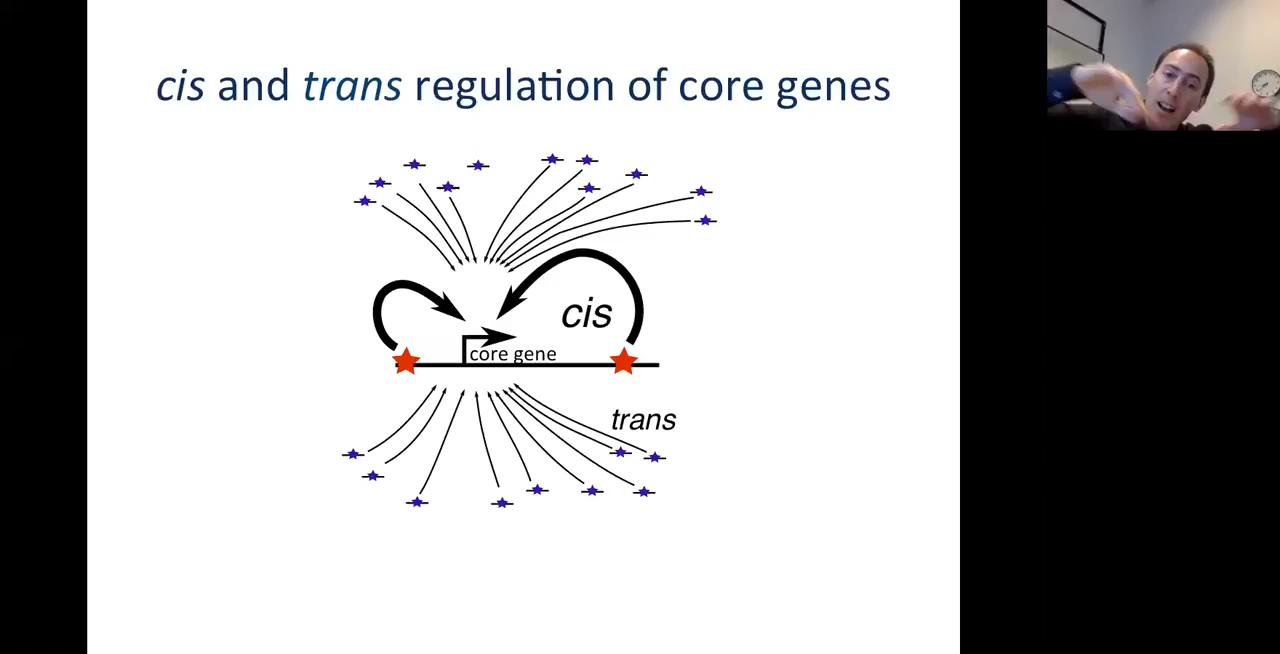 cis and trans regulation of core genes
cis
core gene
trans